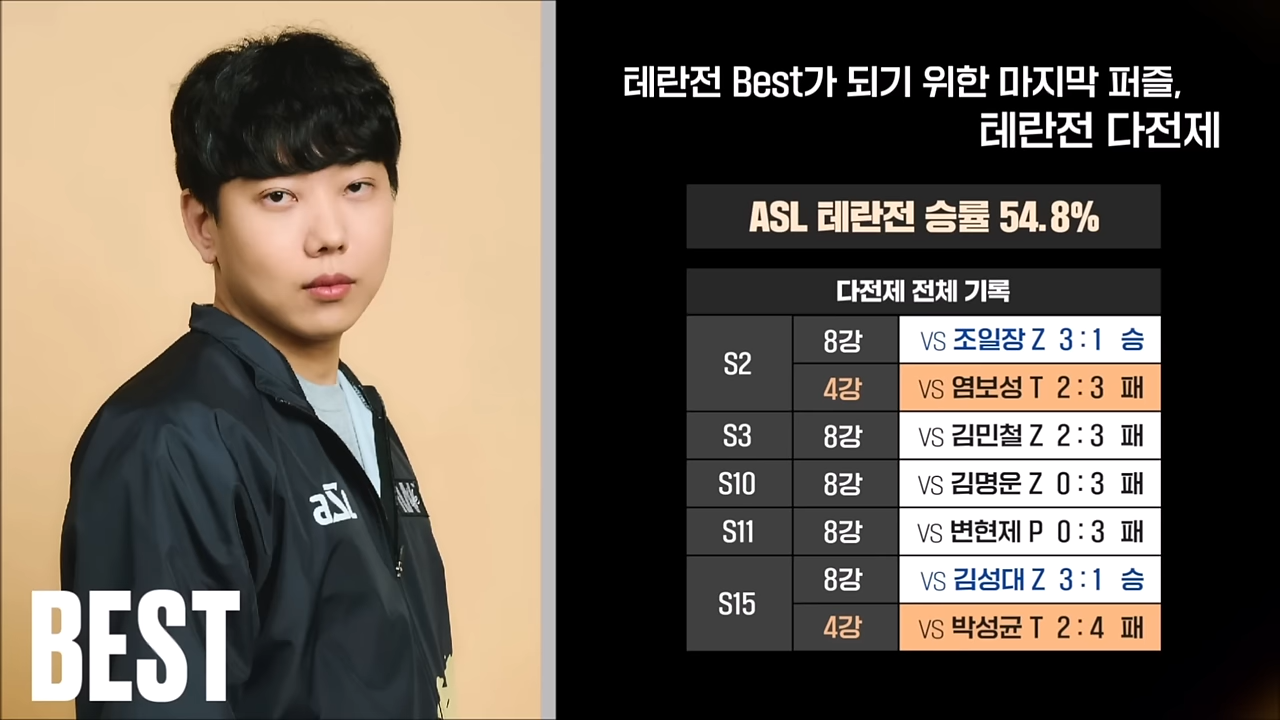 테란전 Best가 되기 위한 마지막 퍼즐,
테란전 다전제
ASL 테란전 승률 54.8%
다전제 전체 기록
S2 8강 VS 조일장 Z 3:1 승
4강 VS 염보성 T 2:3 패
S3 8강 VS 김민철 Z 2:3 패
S10 8강 VS 김명운 Z 0:3 패
S11 8강 VS 변현제 P 0:3 패
S15 8강 VS 김성대 Z 3:1 승
4강 VS 박성균 T 2:4 패
aSL
BEST